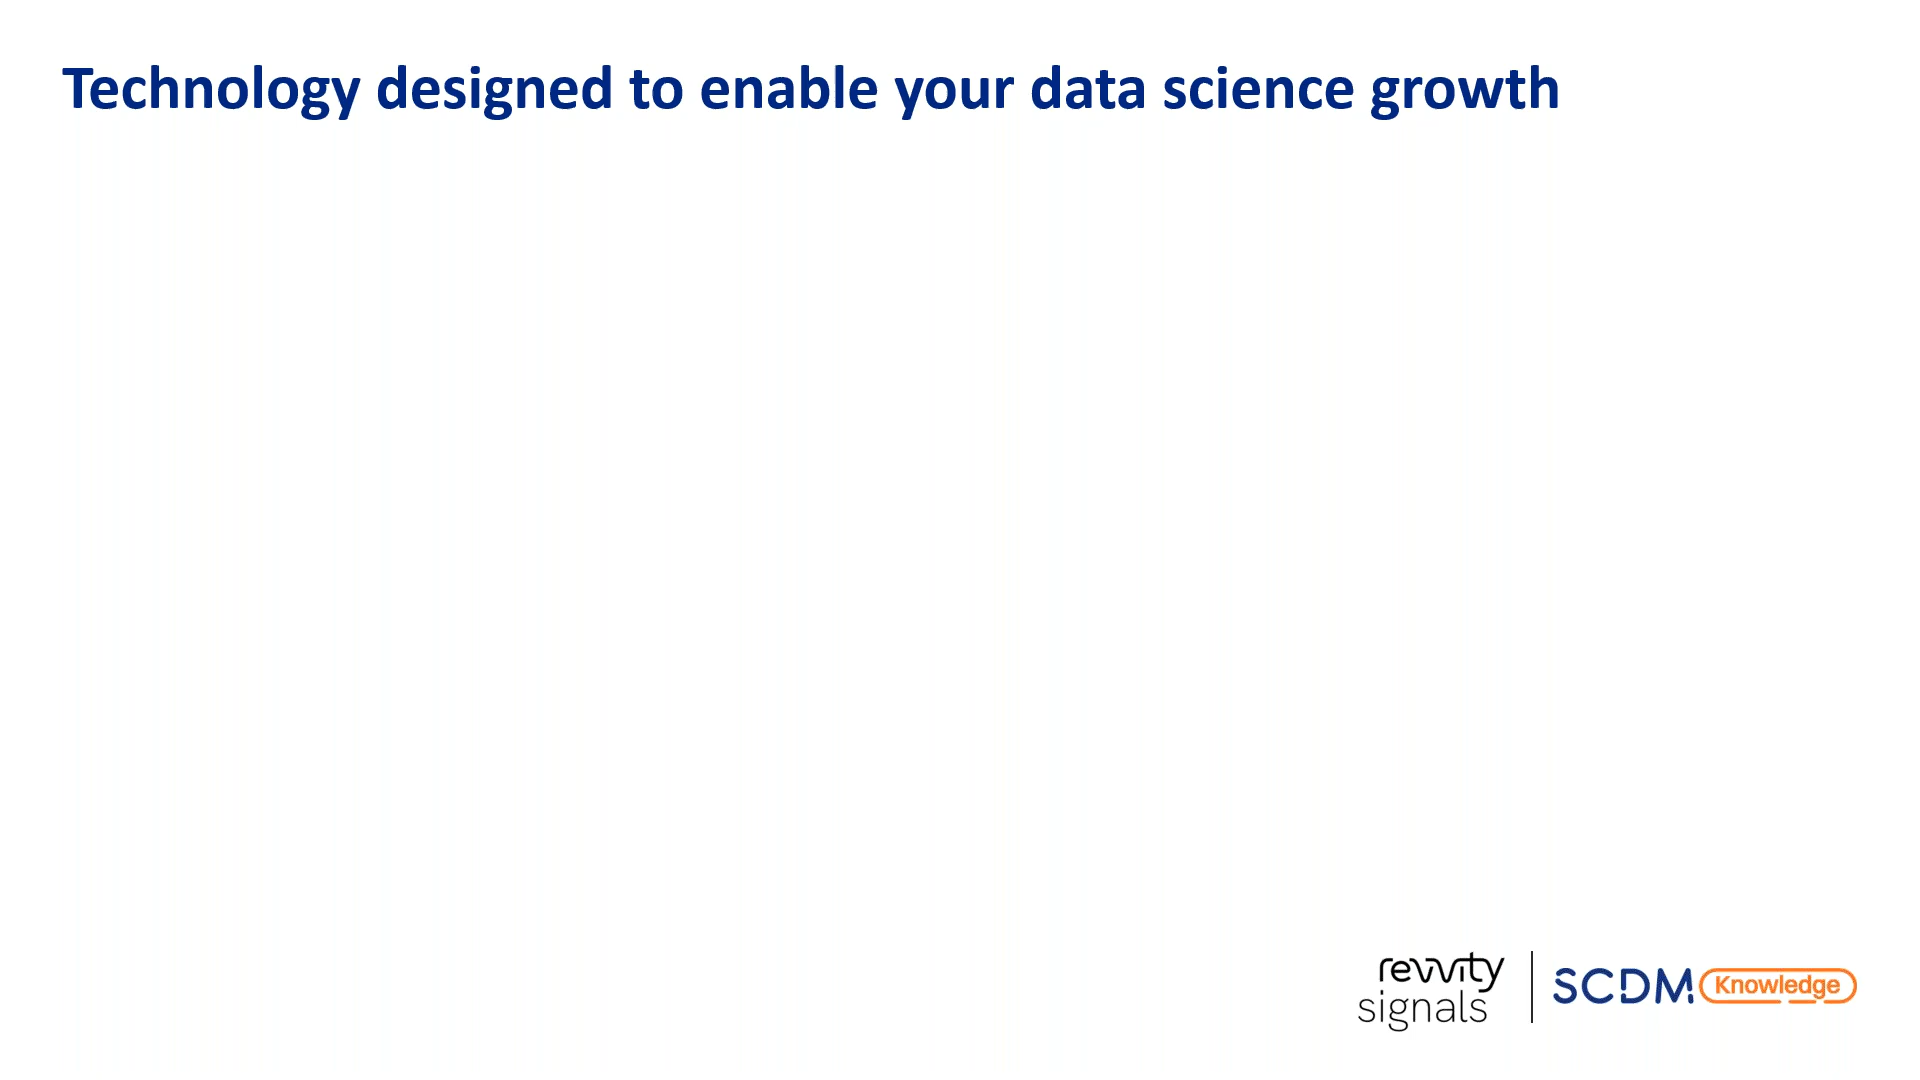 Technology designed to enable your data science growth
revvity
signals
SCDM Knowledge